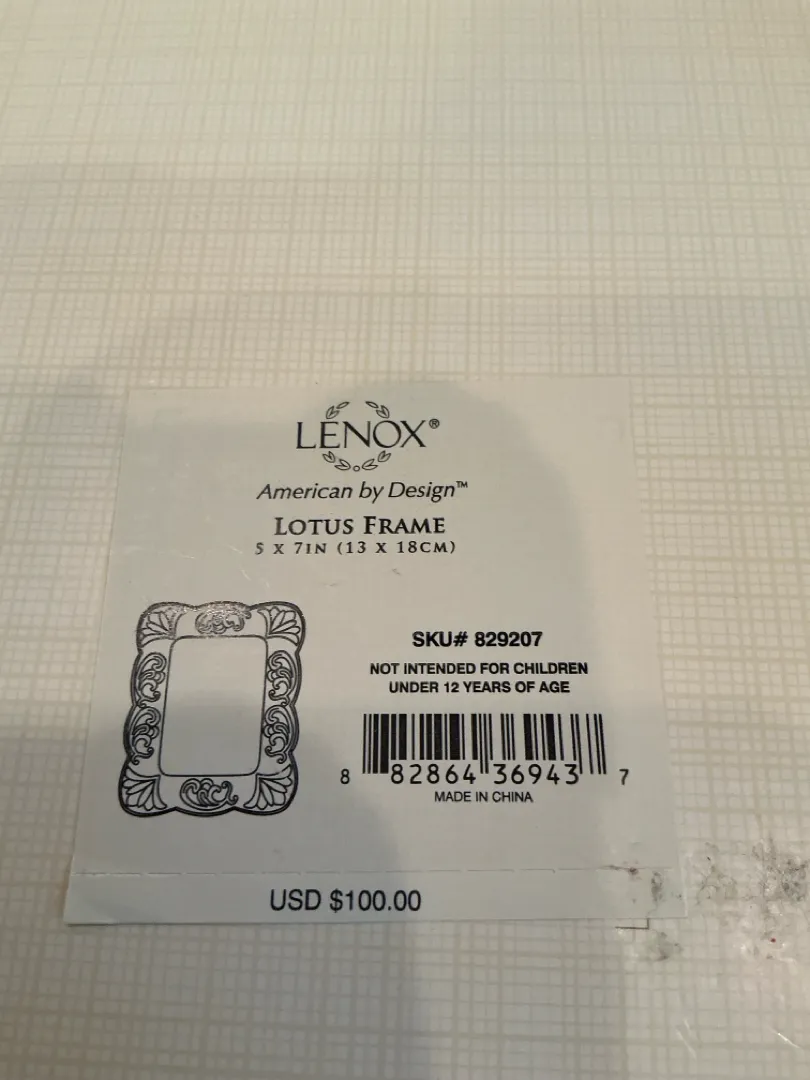 LENOX®
American by Design™
LOTUS FRAME
5 X 7IN (13 X 18CM)
SKU# 829207
NOT INTENDED FOR CHILDREN
UNDER 12 YEARS OF AGE
8 82864 36943 7
MADE IN CHINA
USD $100.00